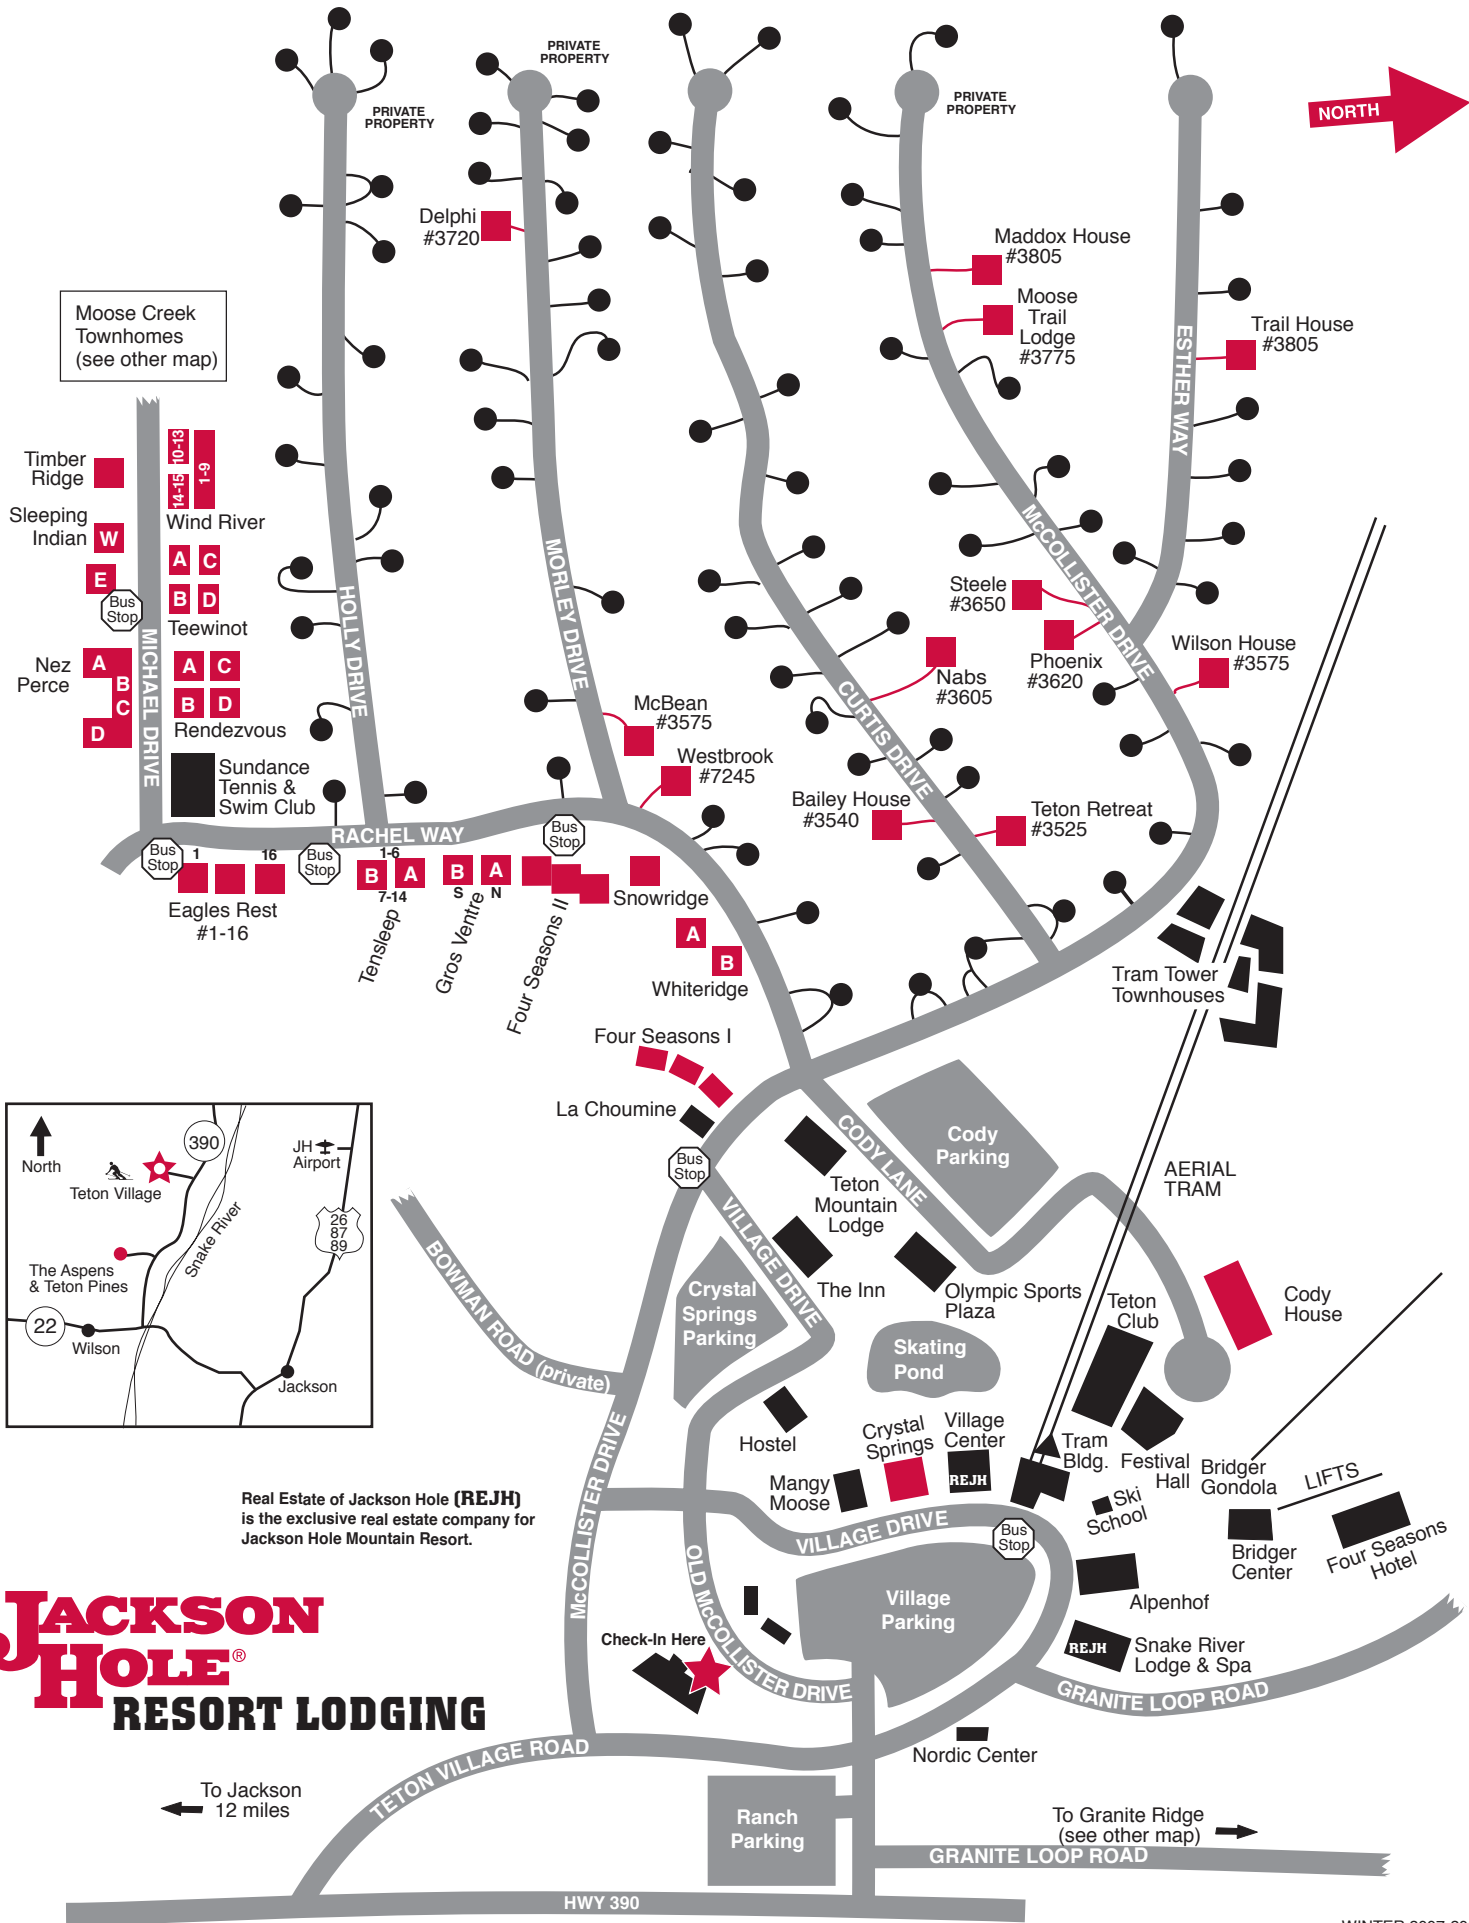 PRIVATE
PROPERTY
PRIVATE
PROPERTY
PRIVATE
PROPERTY
NORTH
Delphi
#3720
Maddox House
#3805
Moose
Trail
Lodge
#3775
Trail House
#3805
ESTHER WAY
Moose Creek
Townhomes
(see other map)
Timber
Ridge
10-13
14-15
1-9
Wind River
Sleeping
Indian
W
E
Bus
Stop
A
C
B
D
Teewinot
MICHAEL DRIVE
HOLLY DRIVE
MORLEY DRIVE
McCOLLISTER DRIVE
CURTIS DRIVE
Nez
Perce
A
B
C
D
A
C
B
D
Rendezvous
Sundance
Tennis &
Swim Club
Steele
#3650
Phoenix
#3620
Wilson House
#3575
Nabs
#3605
McBean
#3575
Westbrook
#7245
Bailey House
#3540
Teton Retreat
#3525
RACHEL WAY
Bus
Stop
Bus
Stop
Bus
Stop
1
16
Eagles Rest
#1-16
1-6
B
A
7-14
Tensleep
B
A
S
N
Gros Ventre
Four Seasons II
Snowridge
A
B
Whiteridge
Tram Tower
Townhouses
Four Seasons I
La Choumine
Bus
Stop
CODY LANE
Cody
Parking
Teton
Mountain
Lodge
AERIAL
TRAM
VILLAGE DRIVE
The Inn
Olympic Sports
Plaza
Crystal
Springs
Parking
Skating
Pond
Teton
Club
Cody
House
North
390
JH
Airport
Teton Village
26
87
89
Snake River
The Aspens
& Teton Pines
22
Wilson
Jackson
BOWMAN ROAD (private)
McCOLLISTER DRIVE
Hostel
Mangy
Moose
Crystal
Springs
Village
Center
REJH
Tram
Bldg.
Festival
Hall
Bridger
Gondola
LIFTS
Ski
School
Bridger
Center
Four Seasons
Hotel
VILLAGE DRIVE
Bus
Stop
Real Estate of Jackson Hole (REJH)
is the exclusive real estate company for
Jackson Hole Mountain Resort.
OLD McCOLLISTER DRIVE
Village
Parking
Alpenhof
REJH
Snake River
Lodge & Spa
Check-In Here
JACKSON
HOLE®
RESORT LODGING
GRANITE LOOP ROAD
Nordic Center
TETON VILLAGE ROAD
To Jackson
12 miles
Ranch
Parking
To Granite Ridge
(see other map)
GRANITE LOOP ROAD
HWY 390